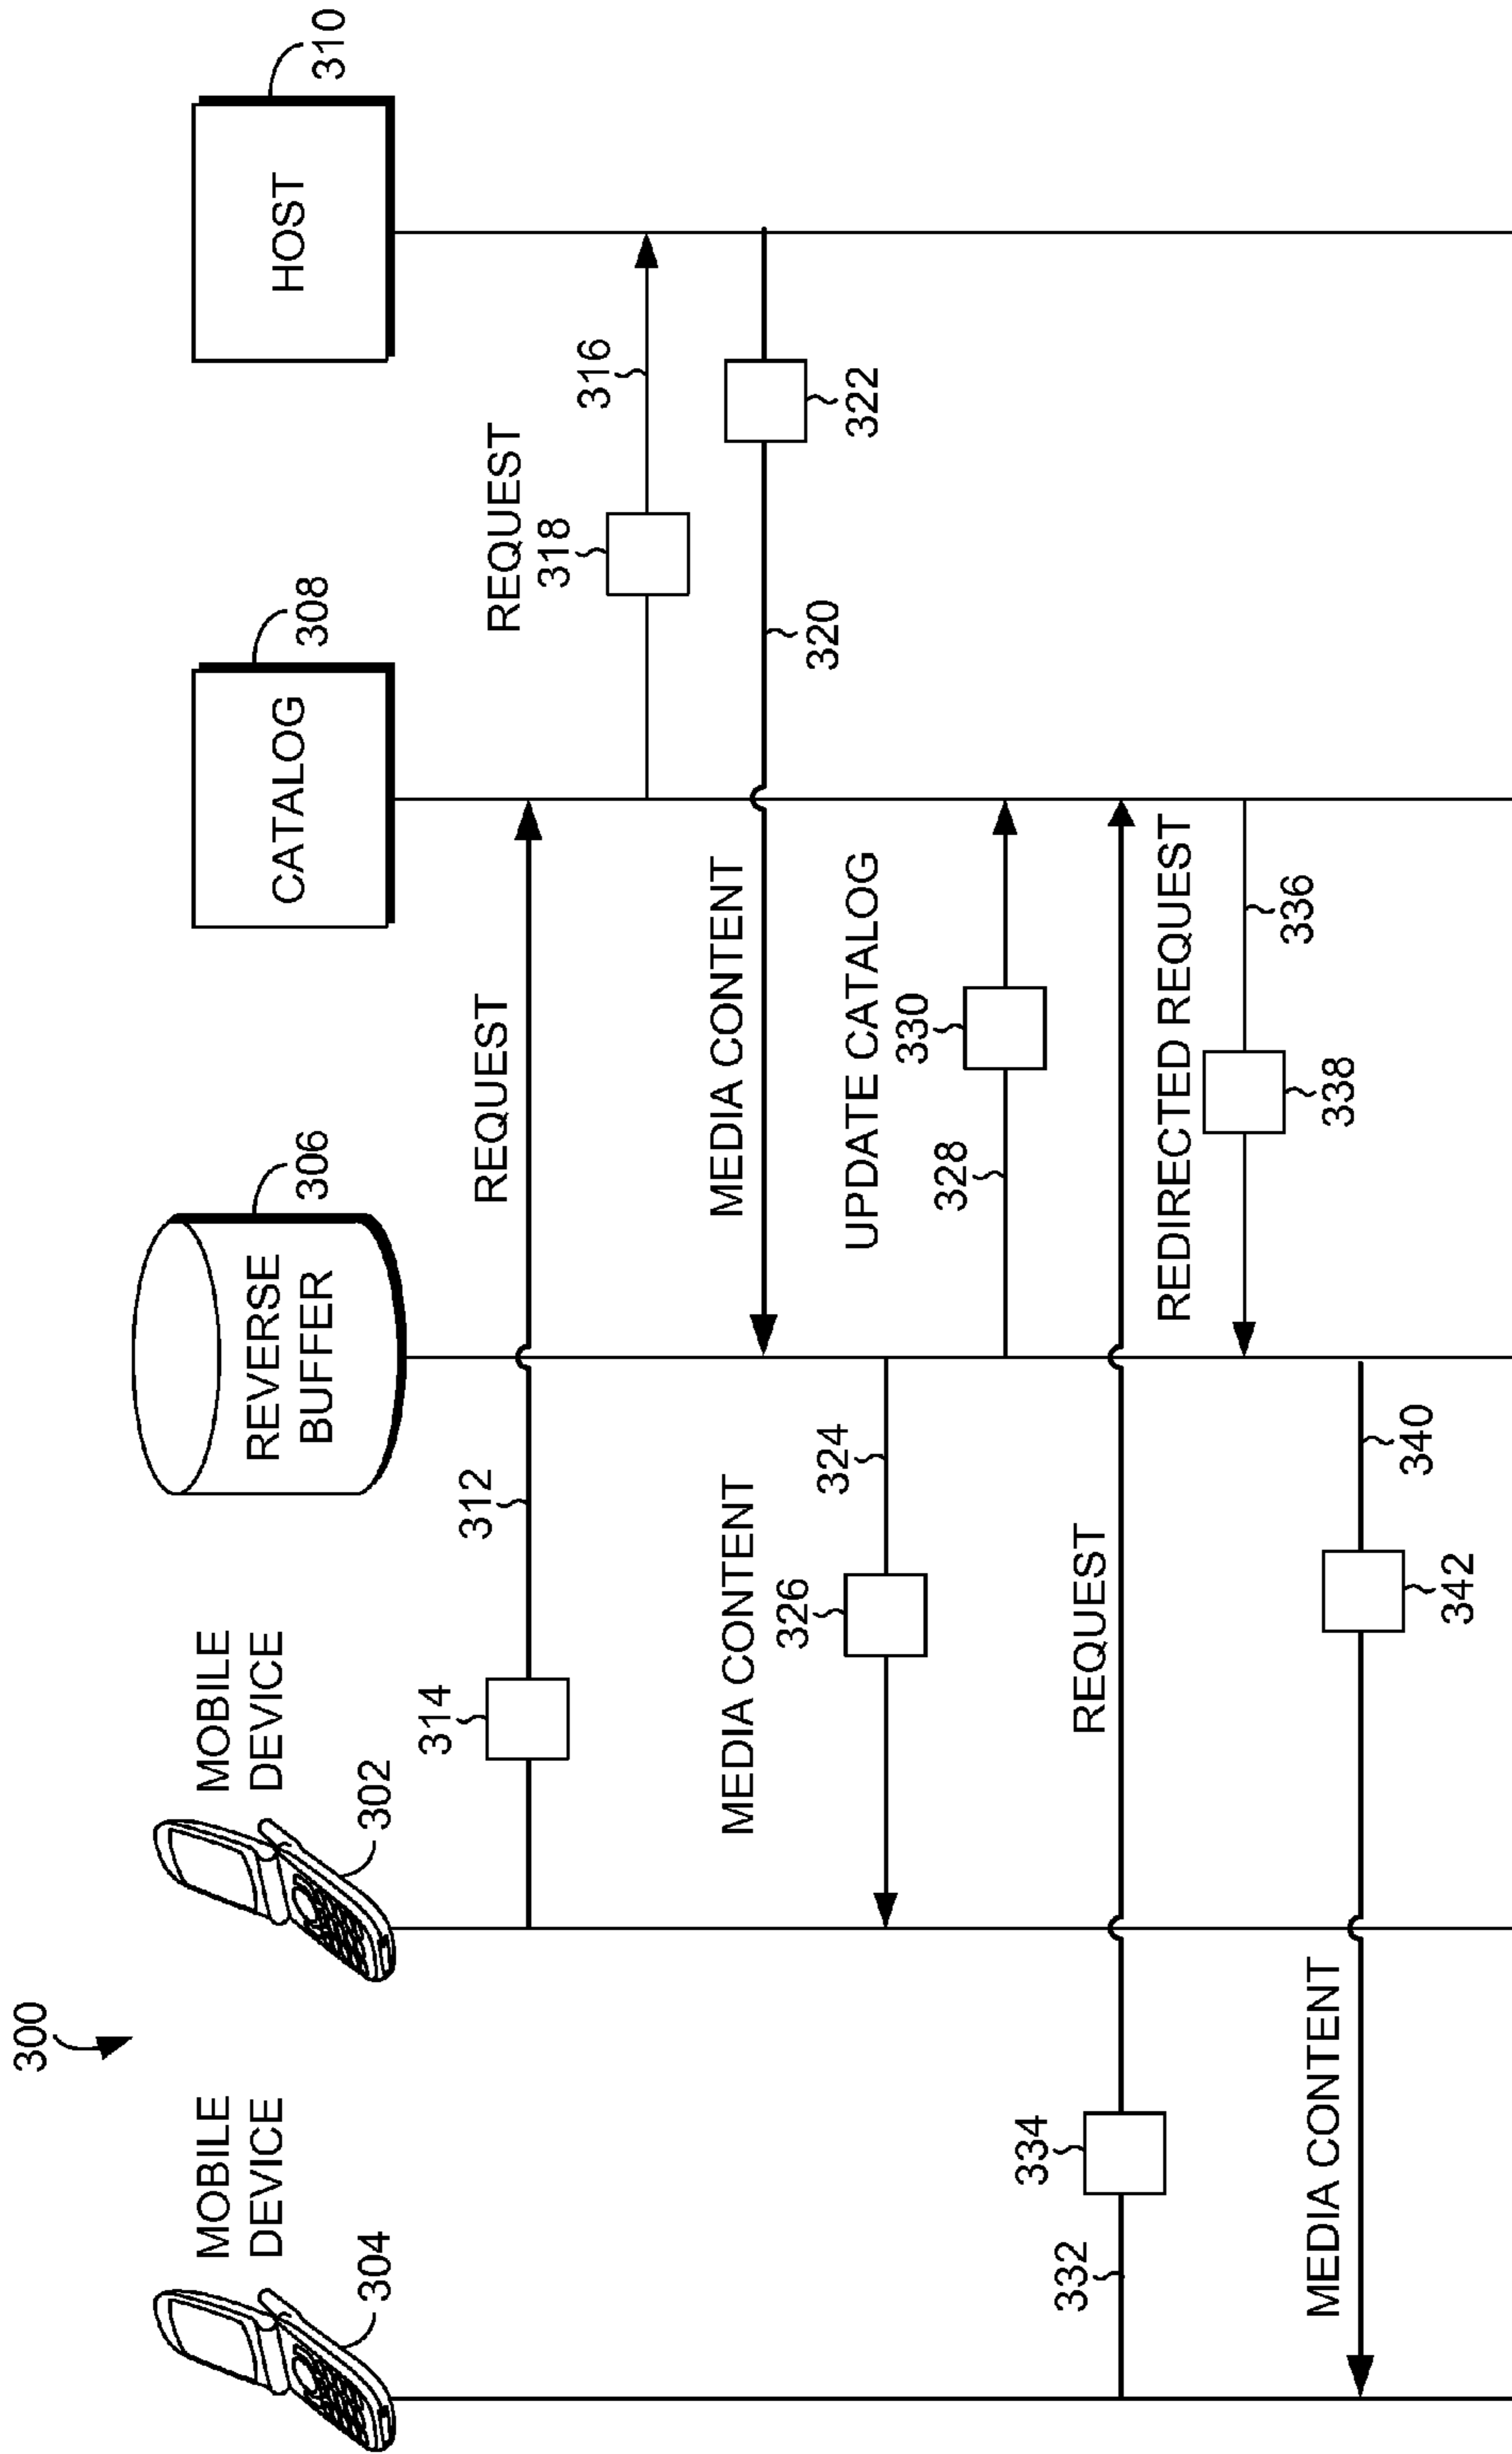 300
MOBILE
DEVICE
304
MOBILE
DEVICE
302
REVERSE
BUFFER
306
CATALOG
308
HOST
310
314
312
REQUEST
REQUEST
318
316
MEDIA CONTENT
320
322
MEDIA CONTENT
326
324
UPDATE CATALOG
328
330
332
334
REQUEST
REDIRECTED REQUEST
338
336
MEDIA CONTENT
342
340